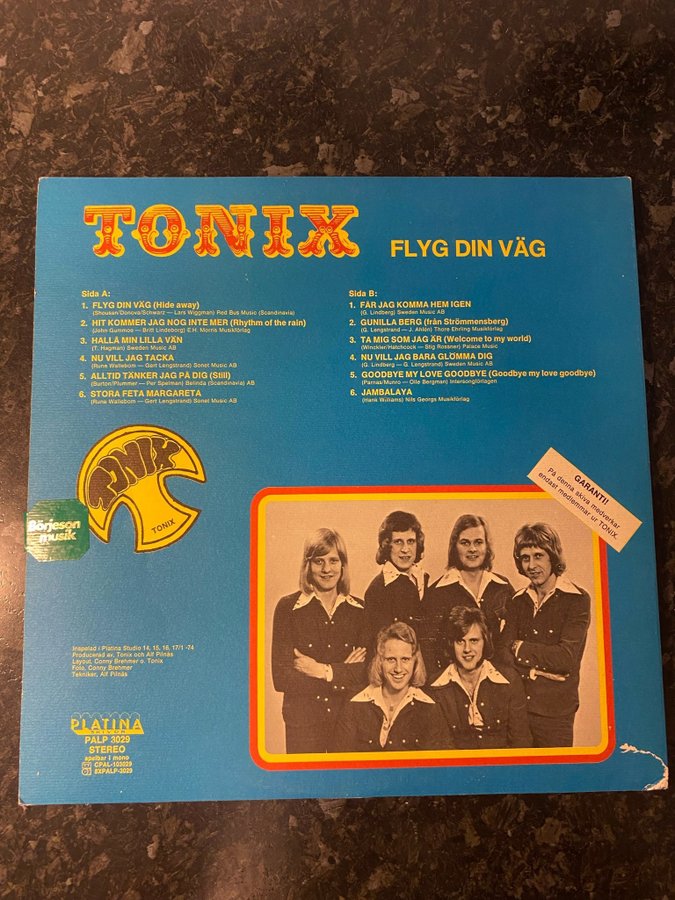 TONIX
FLYG DIN VÄG
Sida A:
1. FLYG DIN VÄG (Hide away)
(Shoussn/Donova/Schwarz — Lars Wiggman) Red Bus Music (Scandinavia)
2. HIT KOMMER JAG NOG INTE MER (Rhythm of the rain)
(John Gummoe — Britt Lindeborg) E.H. Morris Musikförlag
3. HALLÅ MIN LILLA VÄN
(T. Hagman) Sweden Music AB
4. NU VILL JAG TACKA
(Rune Wallebom — Gert Lengstrand) Sonet Music AB
5. ALLTID TÄNKER JAG PÅ DIG (Still)
(Burton/Plummer — Per Spelman) Belinda (Scandinavia) AB
6. STORA FETA MARGARETA
(Rune Wallebom — Gert Lengstrand) Sonet Music AB
Sida B:
1. FÅR JAG KOMMA HEM IGEN
(G. Lindberg) Sweden Music AB
2. GUNILLA BERG (från Strömmensberg)
(G. Lengstrand — J. Ahlón) Thore Ehrling Musikförlag
3. TA MIG SOM JAG ÄR (Welcome to my world)
(Winckler/Hatchcock — Stig Rossner) Palace Music
4. NU VILL JAG BARA GLÖMMA DIG
(G. Lindberg — G. Lengstrand) Sweden Music AB
5. GOODBYE MY LOVE GOODBYE (Goodbye my love goodbye)
(Parnas/Munro — Olle Bergman) Intersongförlagen
6. JAMBALAYA
(Hank Williams) Nils Georgs Musikförlag
TONIX
TONIX
Börjeson
musik
GARANTI!
På denna skiva medverkar
endast medlemmar ur TONIX.
Inspelad i Platina Studio 14, 15, 16, 17/1 -74
Producerad av, Tonix och Alf Pilnäs
Layout, Conny Brehmer o. Tonix
Foto, Conny Brehmer
Tekniker, Alf Pilnäs
PLATINA
PALP 3029
STEREO
spelbar i mono
CPAL-103029
8XPALP-3029